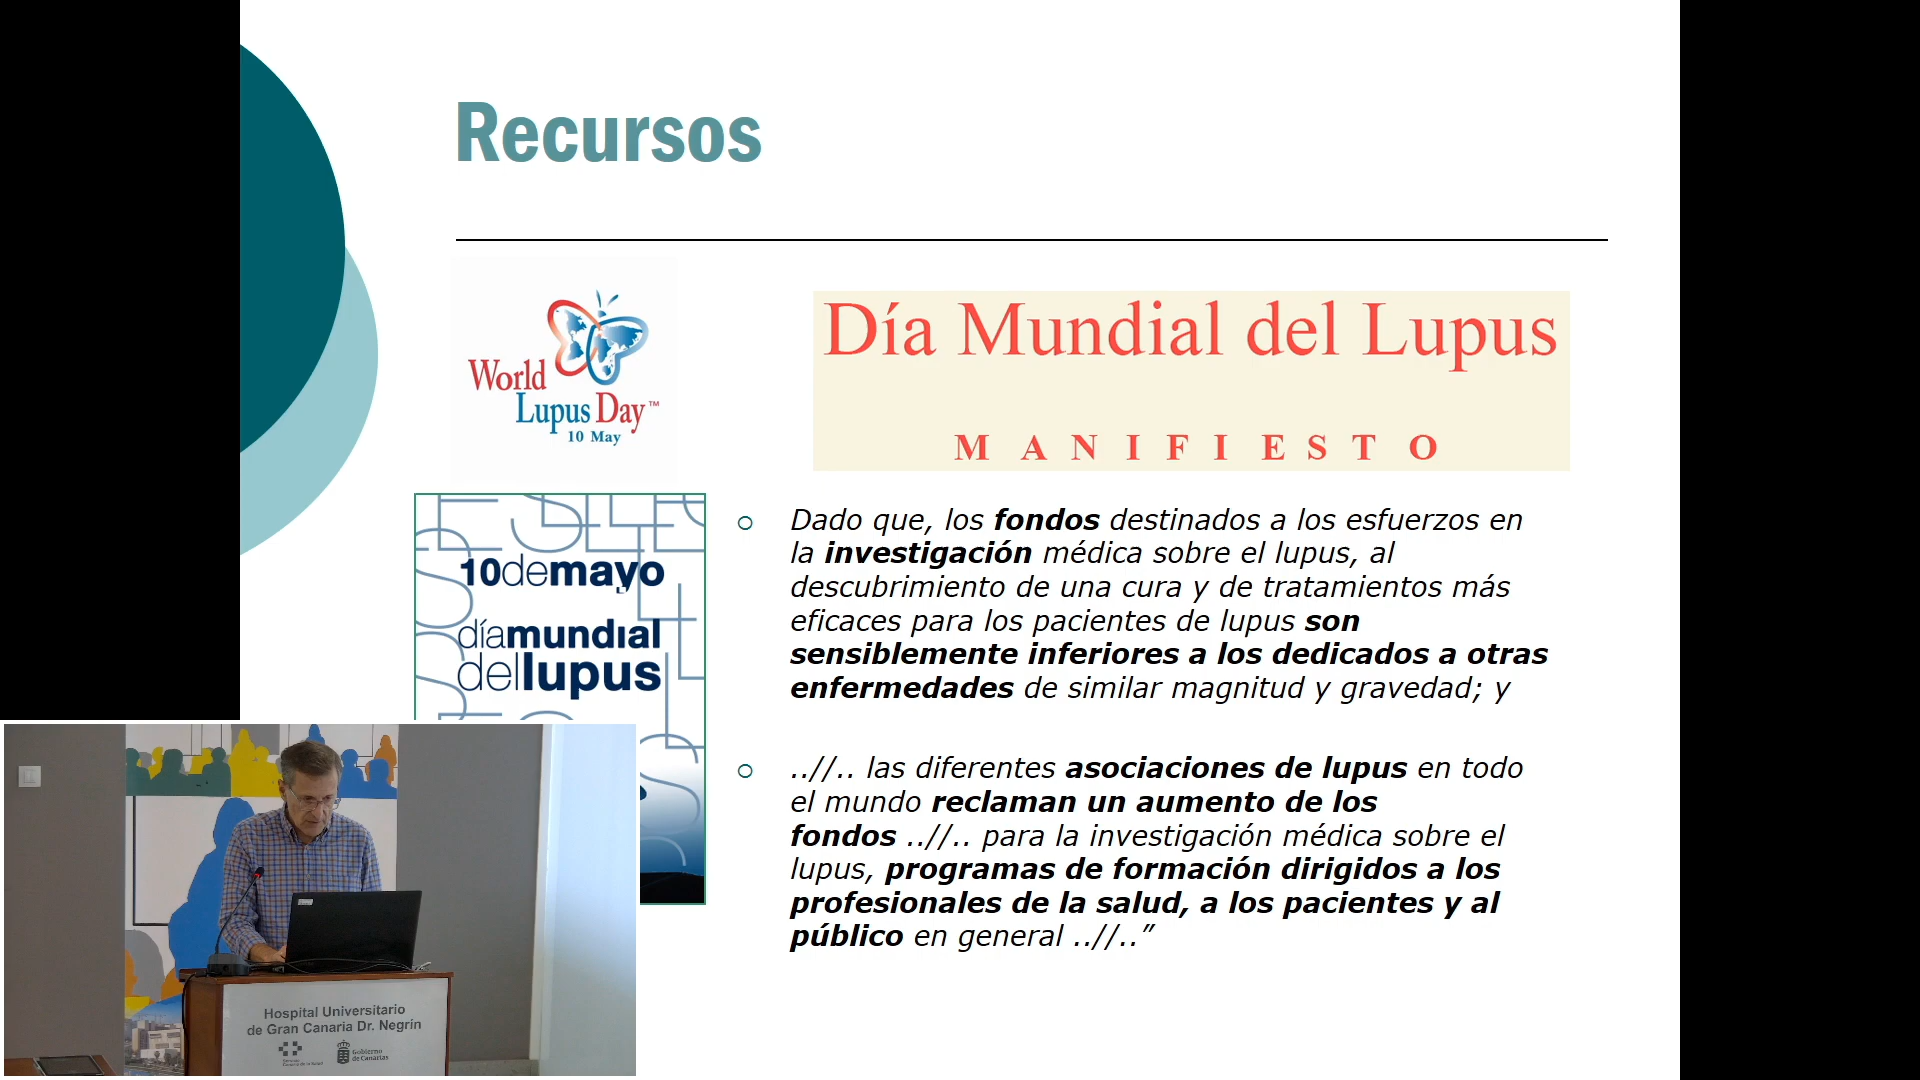 Recursos
World
Lupus Day™
10 May
Día Mundial del Lupus
MANIFIESTO
10demayo
díamundıal
dellupus
Dado que, los fondos destinados a los esfuerzos en
la investigación médica sobre el lupus, al
descubrimiento de una cura y de tratamientos más
eficaces para los pacientes de lupus son
sensiblemente inferiores a los dedicados a otras
enfermedades de similar magnitud y gravedad; y
..//.. las diferentes asociaciones de lupus en todo
el mundo reclaman un aumento de los
fondos ..//.. para la investigación médica sobre el
lupus, programas de formación dirigidos a los
profesionales de la salud, a los pacientes y al
público en general ..//..”
Hospital Universitario
de Gran Canaria Dr. Negrín
Gobierno
de Canarias